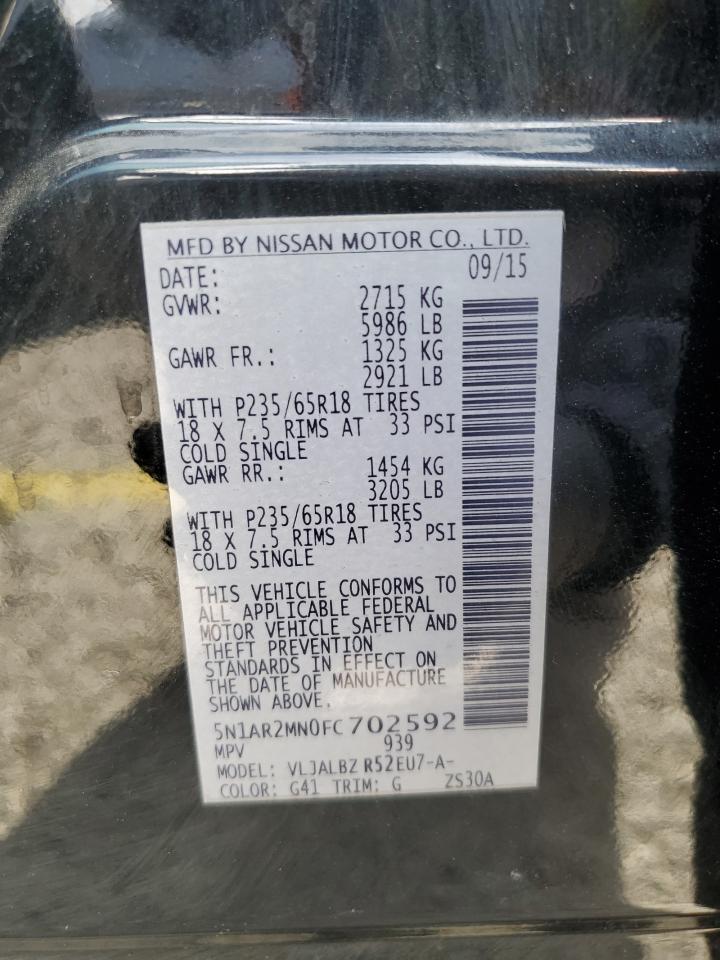 MFD BY NISSAN MOTOR CO., LTD.
DATE: 09/15
GVWR: 2715 KG
5986 LB
GAWR FR.: 1325 KG
2921 LB
WITH P235/65R18 TIRES
18 X 7.5 RIMS AT 33 PSI
COLD SINGLE
GAWR RR.: 1454 KG
3205 LB
WITH P235/65R18 TIRES
18 X 7.5 RIMS AT 33 PSI
COLD SINGLE
THIS VEHICLE CONFORMS TO
ALL APPLICABLE FEDERAL
MOTOR VEHICLE SAFETY AND
THEFT PREVENTION
STANDARDS IN EFFECT ON
THE DATE OF MANUFACTURE
SHOWN ABOVE.
5N1AR2MN0FC702592
MPV 939
MODEL: VLJALBZ R52EU7-A-
COLOR: G41 TRIM: G ZS30A